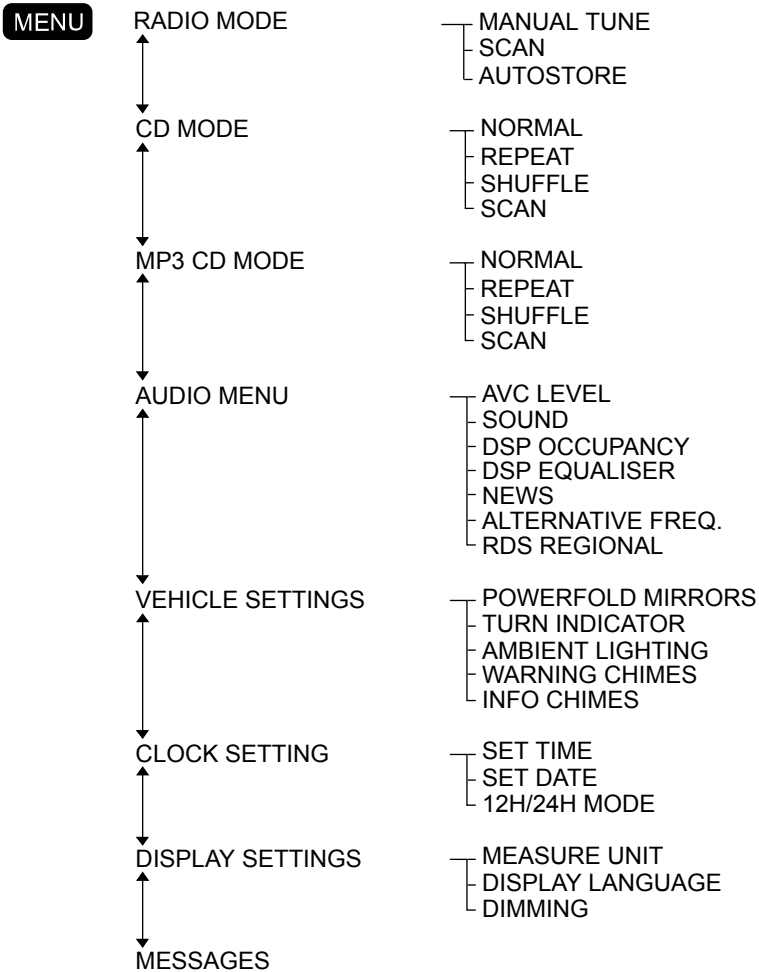 MENU
RADIO MODE
MANUAL TUNE
SCAN
AUTOSTORE
CD MODE
NORMAL
REPEAT
SHUFFLE
SCAN
MP3 CD MODE
NORMAL
REPEAT
SHUFFLE
SCAN
AUDIO MENU
AVC LEVEL
SOUND
DSP OCCUPANCY
DSP EQUALISER
NEWS
ALTERNATIVE FREQ.
RDS REGIONAL
VEHICLE SETTINGS
POWERFOLD MIRRORS
TURN INDICATOR
AMBIENT LIGHTING
WARNING CHIMES
INFO CHIMES
CLOCK SETTING
SET TIME
SET DATE
12H/24H MODE
DISPLAY SETTINGS
MEASURE UNIT
DISPLAY LANGUAGE
DIMMING
MESSAGES